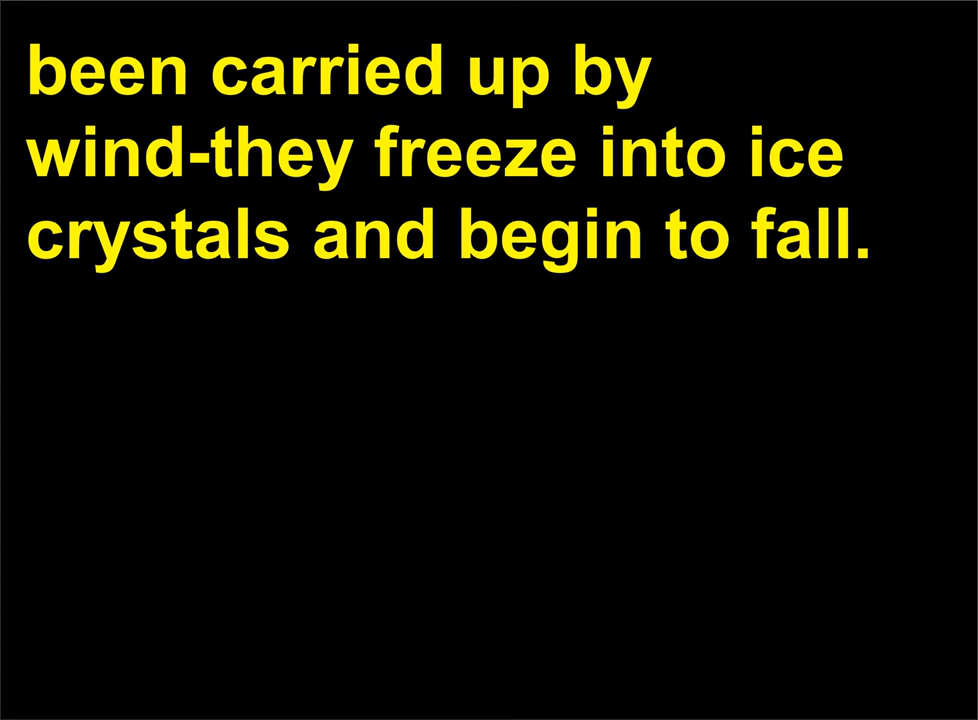 been carried up by
wind-they freeze into ice
crystals and begin to fall.